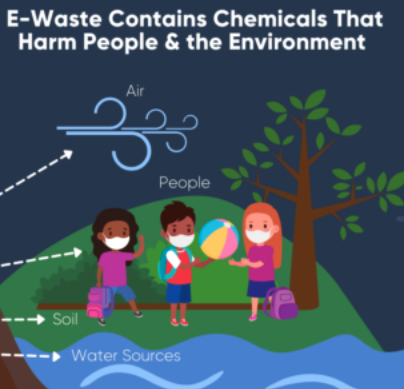 E-Waste Contains Chemicals That
Harm People & the Environment
Air
People
Soil
Water Sources